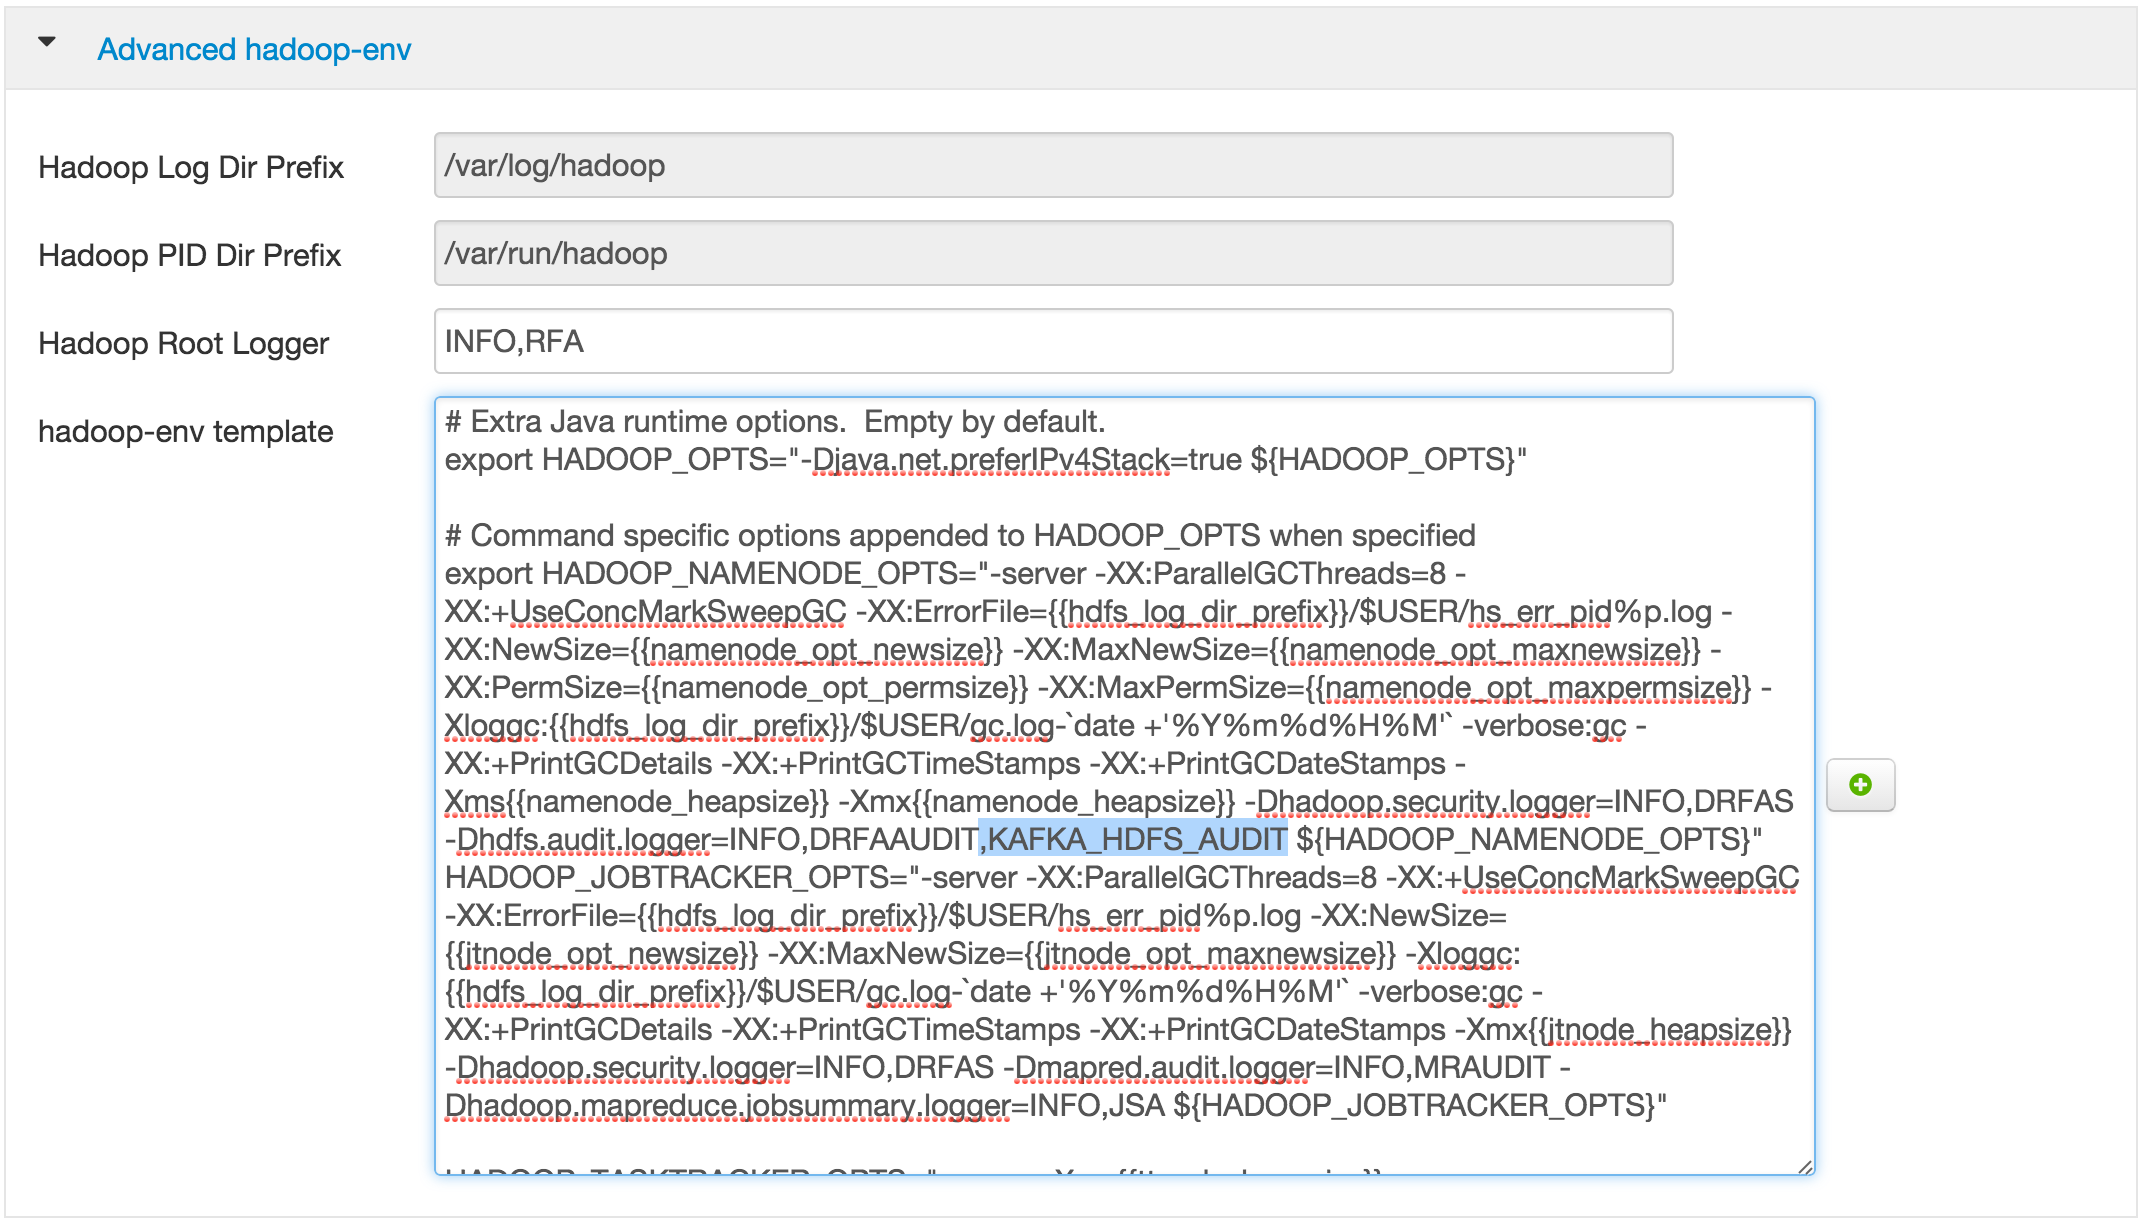 Advanced hadoop-env
Hadoop Log Dir Prefix
/var/log/hadoop
Hadoop PID Dir Prefix
/var/run/hadoop
Hadoop Root Logger
INFO,RFA
hadoop-env template
# Extra Java runtime options.  Empty by default.
export HADOOP_OPTS="-Djava.net.preferIPv4Stack=true ${HADOOP_OPTS}"
# Command specific options appended to HADOOP_OPTS when specified
export HADOOP_NAMENODE_OPTS="-server -XX:ParallelGCThreads=8 -
XX:+UseConcMarkSweepGC -XX:ErrorFile={{hdfs_log_dir_prefix}}/$USER/hs_err_pid%p.log -
XX:NewSize={{namenode_opt_newsize}} -XX:MaxNewSize={{namenode_opt_maxnewsize}} -
XX:PermSize={{namenode_opt_permsize}} -XX:MaxPermSize={{namenode_opt_maxpermsize}} -
Xloggc:{{hdfs_log_dir_prefix}}/$USER/gc.log-`date +'%Y%m%d%H%M'` -verbose:gc -
XX:+PrintGCDetails -XX:+PrintGCTimeStamps -XX:+PrintGCDateStamps -
Xms{{namenode_heapsize}} -Xmx{{namenode_heapsize}} -Dhadoop.security.logger=INFO,DRFAS
-Dhdfs.audit.logger=INFO,DRFAAUDIT,KAFKA_HDFS_AUDIT ${HADOOP_NAMENODE_OPTS}"
HADOOP_JOBTRACKER_OPTS="-server -XX:ParallelGCThreads=8 -XX:+UseConcMarkSweepGC
-XX:ErrorFile={{hdfs_log_dir_prefix}}/$USER/hs_err_pid%p.log -XX:NewSize=
{{jtnode_opt_newsize}} -XX:MaxNewSize={{jtnode_opt_maxnewsize}} -Xloggc:
{{hdfs_log_dir_prefix}}/$USER/gc.log-`date +'%Y%m%d%H%M'` -verbose:gc -
XX:+PrintGCDetails -XX:+PrintGCTimeStamps -XX:+PrintGCDateStamps -Xmx{{jtnode_heapsize}}
-Dhadoop.security.logger=INFO,DRFAS -Dmapred.audit.logger=INFO,MRAUDIT -
Dhadoop.mapreduce.jobsummary.logger=INFO,JSA ${HADOOP_JOBTRACKER_OPTS}"